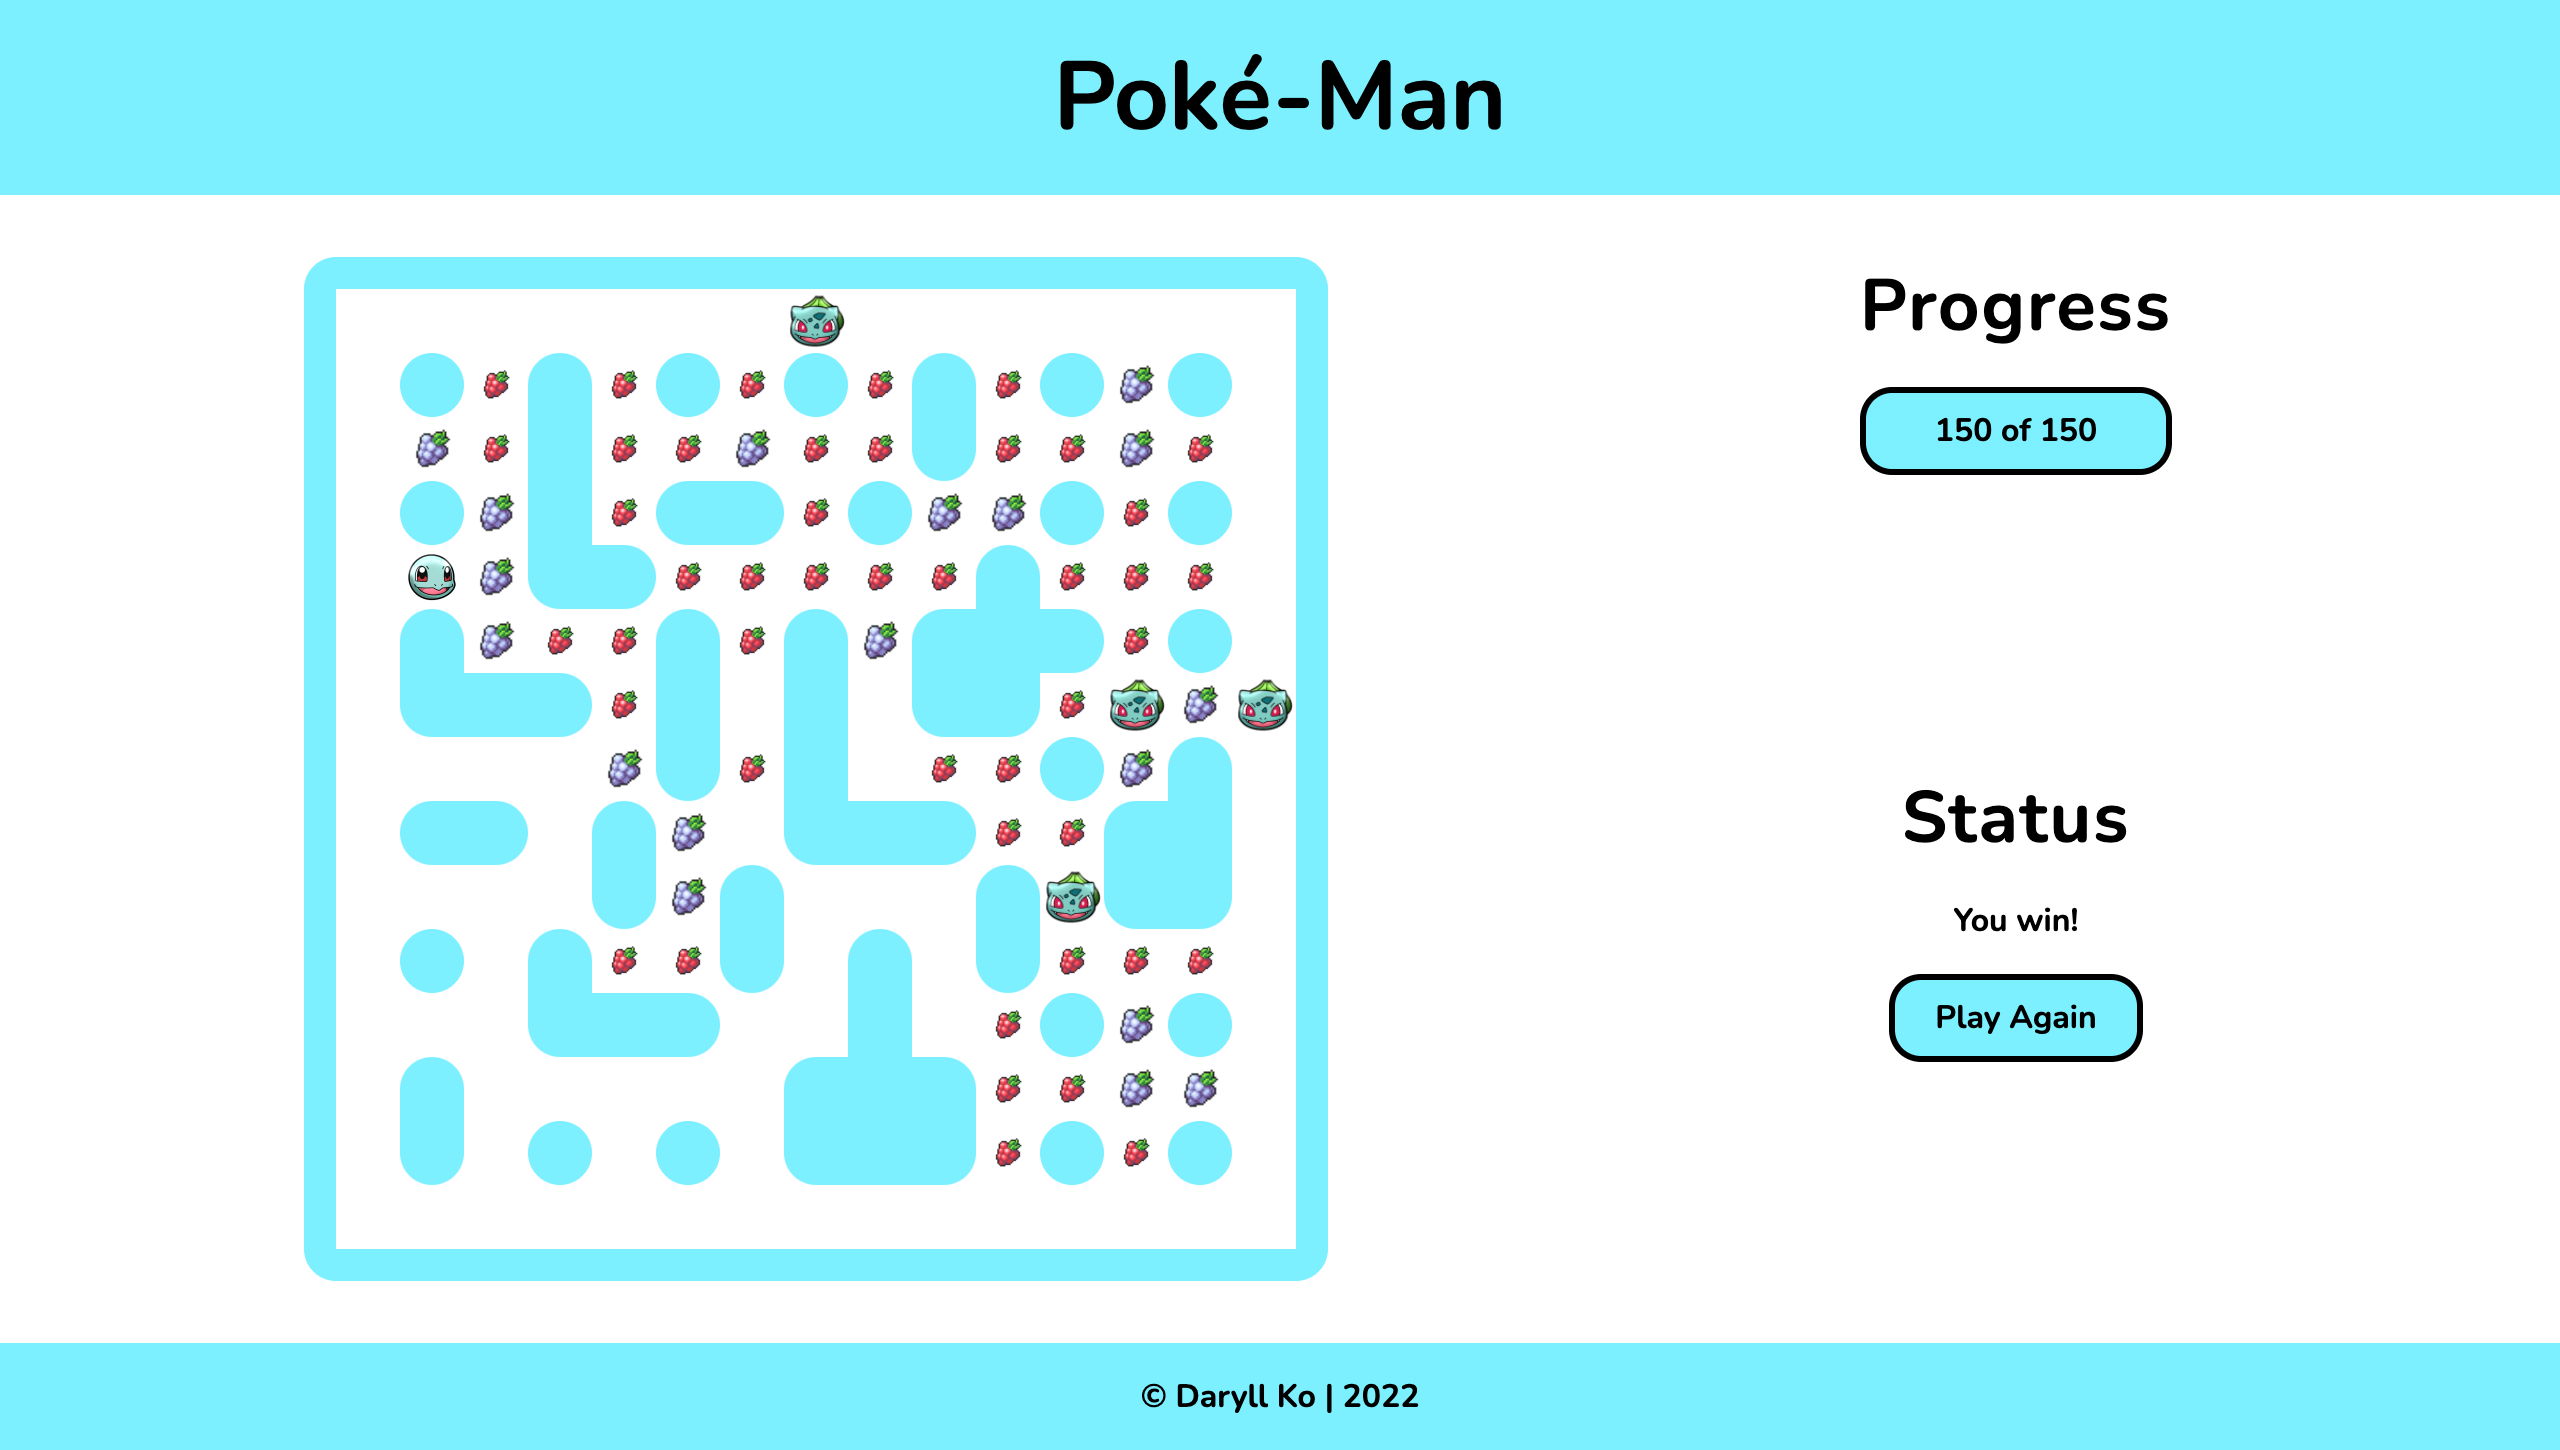 Poké-Man
Progress
150 of 150
Status
You win!
Play Again
© Daryll Ko | 2022